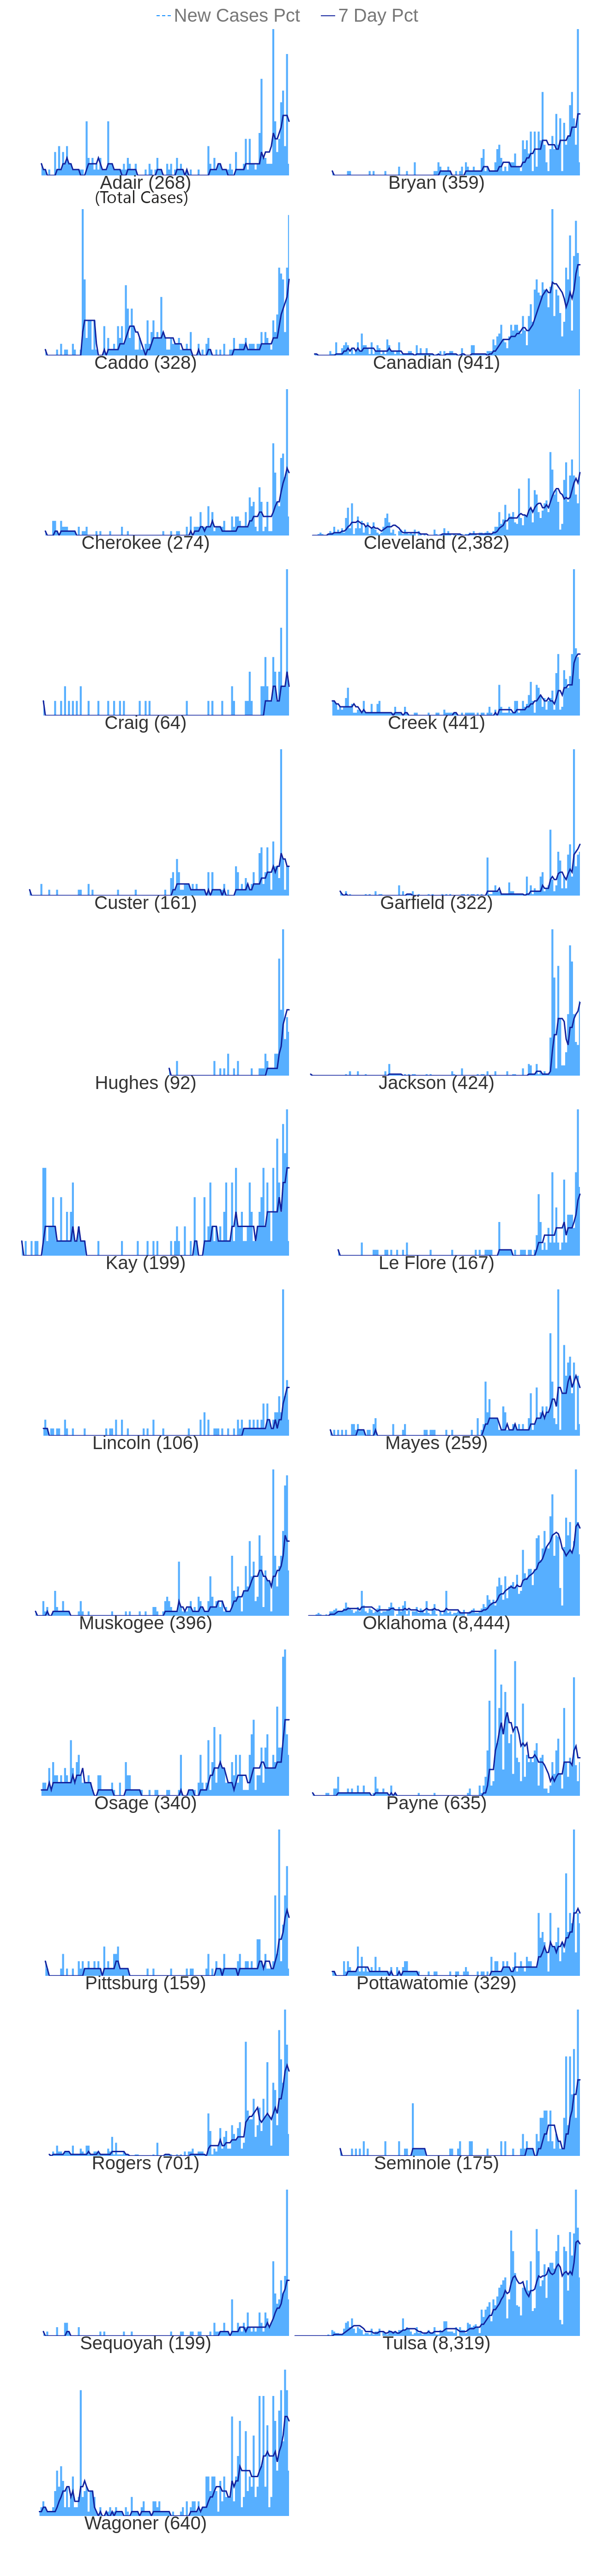 New Cases Pct 7 Day Pct
Adair (268) Bryan (359)
(Total Cases)
Caddo (328) Canadian (941)
Cherokee (274) Cleveland (2,382)
Craig (64) Creek (441)
Custer (161) Garfield (322)
Hughes (92) Jackson (424)
Kay (199) Le Flore (167)
Lincoln (106) Mayes (259)
Muskogee (396) Oklahoma (8,444)
Osage (340) Payne (635)
Pittsburg (159) Pottawatomie (329)
Rogers (701) Seminole (175)
Sequoyah (199) Tulsa (8,319)
Wagoner (640)